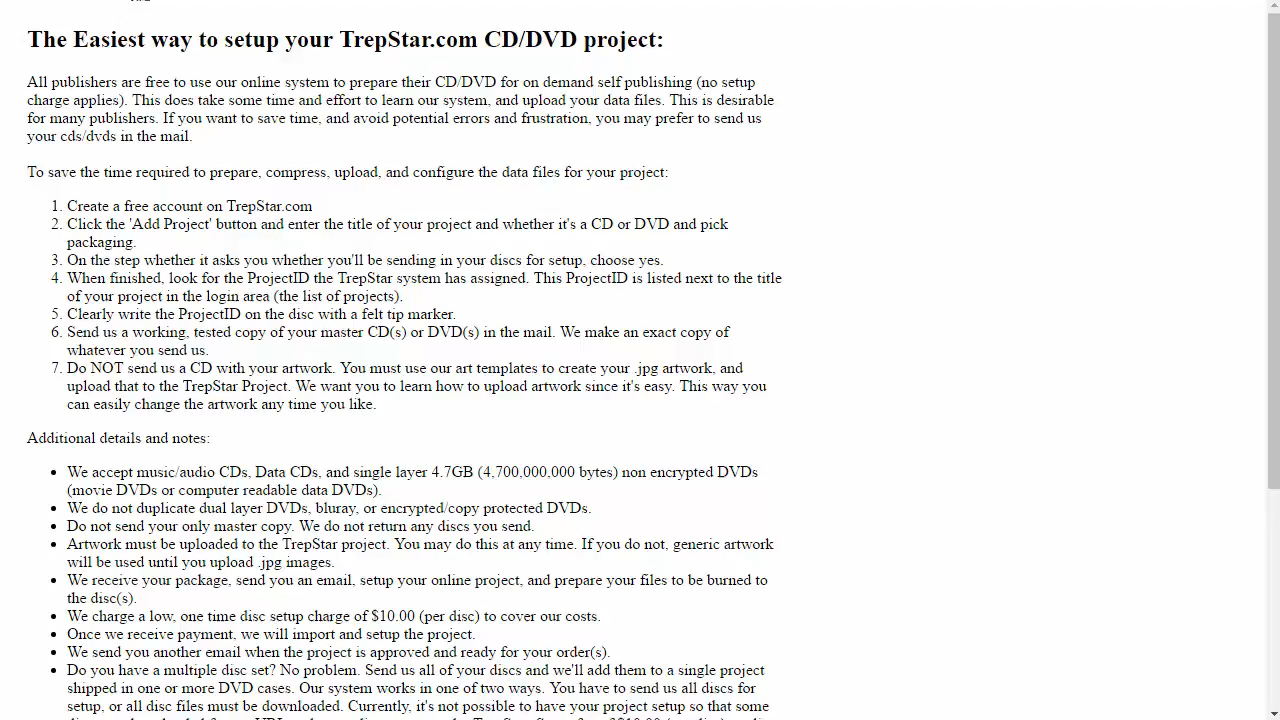 The Easiest way to setup your TrepStar.com CD/DVD project:
All publishers are free to use our online system to prepare their CD/DVD for on demand self publishing (no setup
charge applies). This does take some time and effort to learn our system, and upload your data files. This is desirable
for many publishers. If you want to save time, and avoid potential errors and frustration, you may prefer to send us
your cds/dvds in the mail.
To save the time required to prepare, compress, upload, and configure the data files for your project:
1. Create a free account on TrepStar.com
2. Click the 'Add Project' button and enter the title of your project and whether it's a CD or DVD and pick
packaging.
3. On the step whether it asks you whether you'll be sending in your discs for setup, choose yes.
4. When finished, look for the ProjectID the TrepStar system has assigned. This ProjectID is listed next to the title
of your project in the login area (the list of projects).
5. Clearly write the ProjectID on the disc with a felt tip marker.
6. Send us a working, tested copy of your master CD(s) or DVD(s) in the mail. We make an exact copy of
whatever you send us.
7. Do NOT send us a CD with your artwork. You must use our art templates to create your .jpg artwork, and
upload that to the TrepStar Project. We want you to learn how to upload artwork since it's easy. This way you
can easily change the artwork any time you like.
Additional details and notes:
• We accept music/audio CDs, Data CDs, and single layer 4.7GB (4,700,000,000 bytes) non encrypted DVDs
(movie DVDs or computer readable data DVDs).
• We do not duplicate dual layer DVDs, bluray, or encrypted/copy protected DVDs.
• Do not send your only master copy. We do not return any discs you send.
• Artwork must be uploaded to the TrepStar project. You may do this at any time. If you do not, generic artwork
will be used until you upload .jpg images.
• We receive your package, send you an email, setup your online project, and prepare your files to be burned to
the disc(s).
• We charge a low, one time disc setup charge of $10.00 (per disc) to cover our costs.
• Once we receive payment, we will import and setup the project.
• We send you another email when the project is approved and ready for your order(s).
• Do you have a multiple disc set? No problem. Send us all of your discs and we'll add them to a single project
shipped in one or more DVD cases. Our system works in one of two ways. You have to send us all discs for
setup, or all disc files must be downloaded. Currently, it's not possible to have your project setup so that some